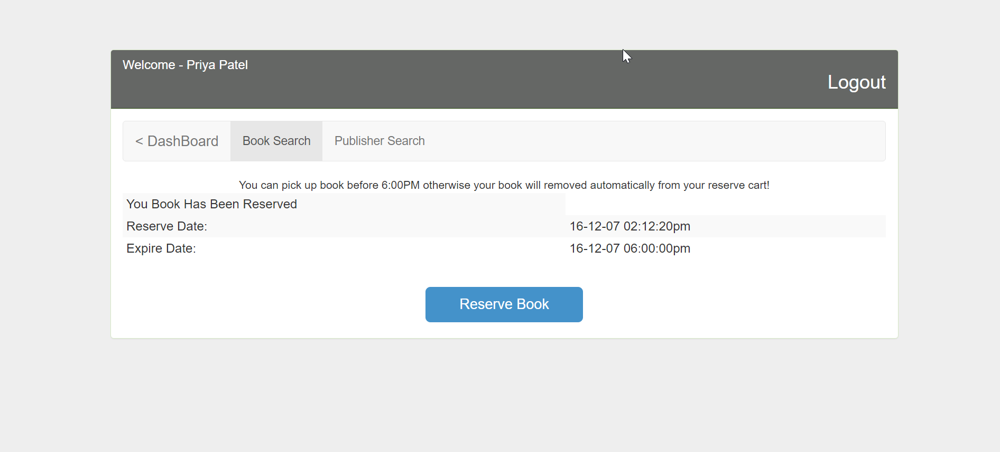 Welcome - Priya Patel
Logout
< DashBoard Book Search Publisher Search
You can pick up book before 6:00PM otherwise your book will removed automatically from your reserve cart!
You Book Has Been Reserved
Reserve Date: 16-12-07 02:12:20pm
Expire Date: 16-12-07 06:00:00pm
Reserve Book